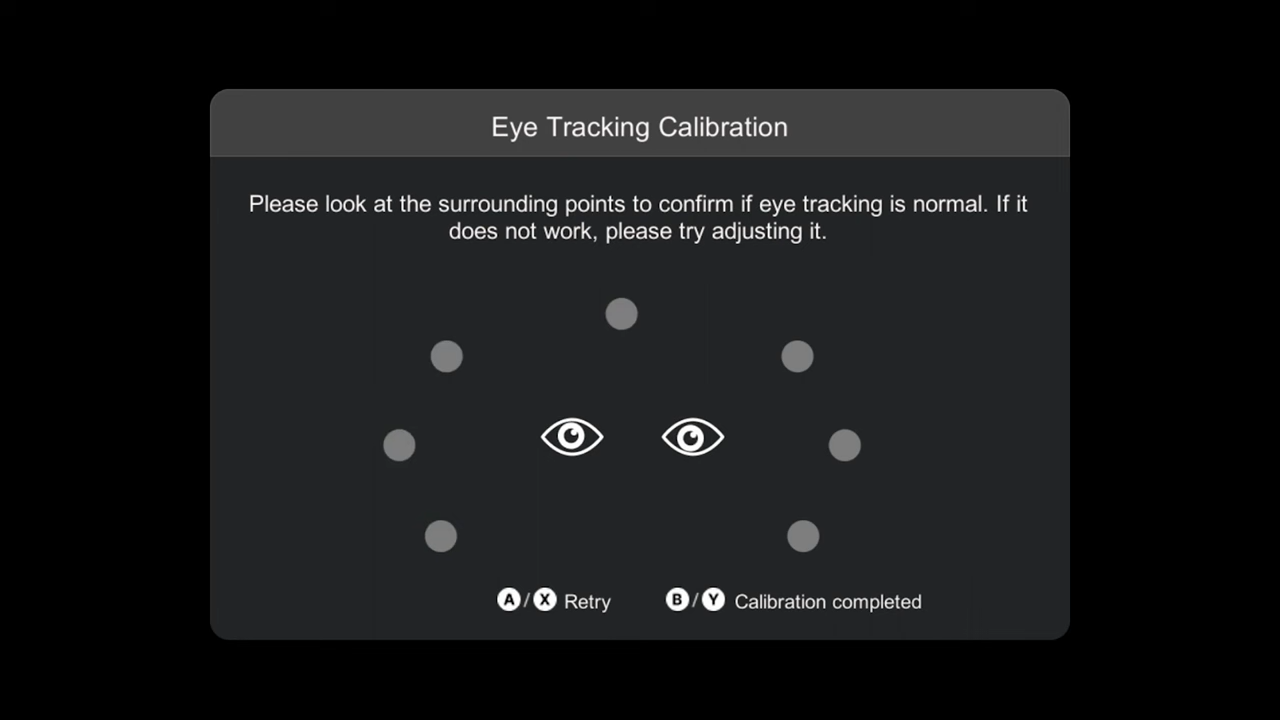 Eye Tracking Calibration
Please look at the surrounding points to confirm if eye tracking is normal. If it
does not work, please try adjusting it.
A / X Retry B / Y Calibration completed